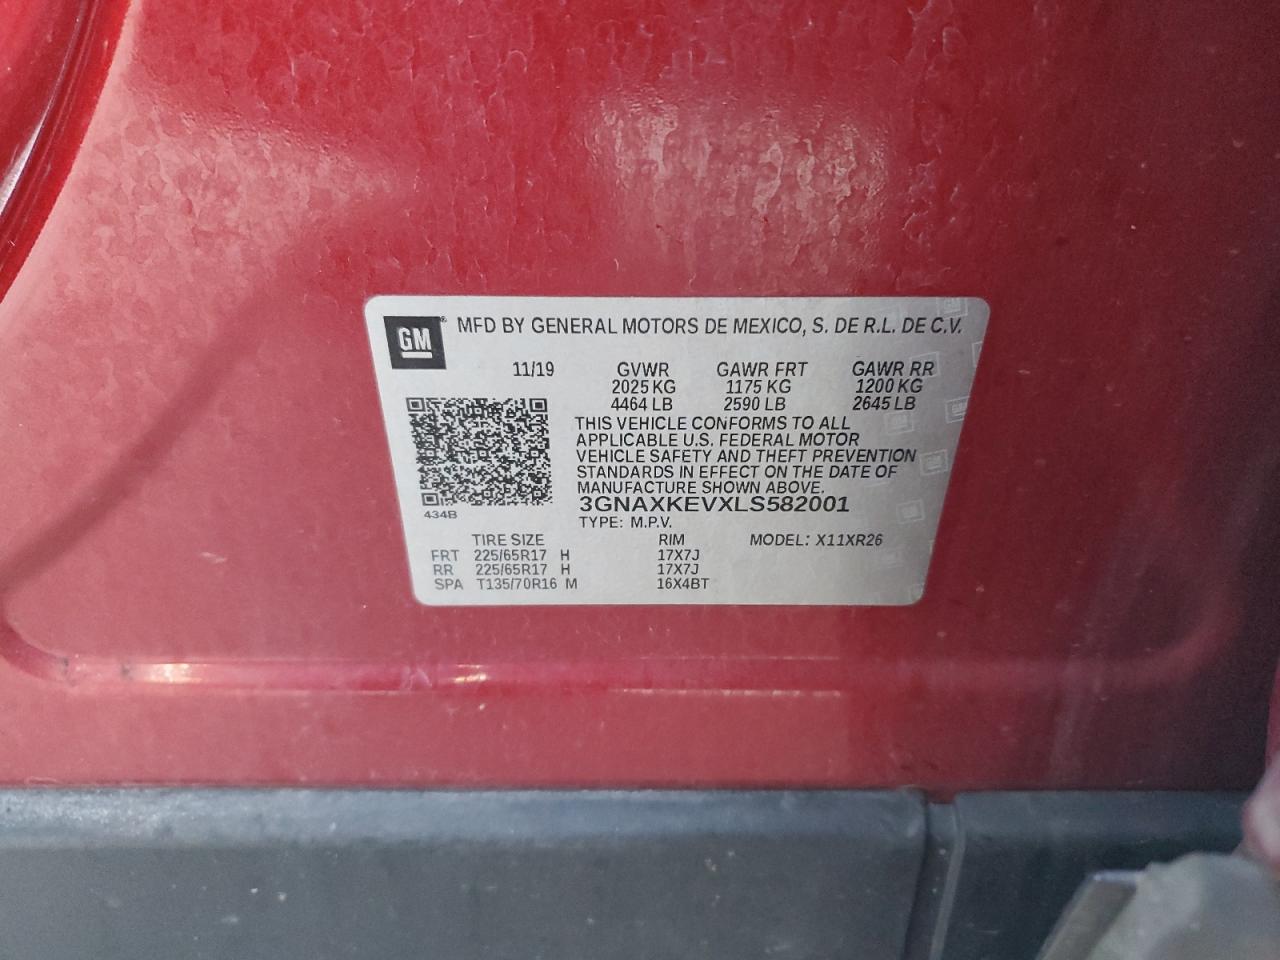 GM ® MFD BY GENERAL MOTORS DE MEXICO, S. DE R.L. DE C.V.
11/19 GVWR GAWR FRT GAWR RR
2025 KG 1175 KG 1200 KG
4464 LB 2590 LB 2645 LB
THIS VEHICLE CONFORMS TO ALL
APPLICABLE U.S. FEDERAL MOTOR
VEHICLE SAFETY AND THEFT PREVENTION
STANDARDS IN EFFECT ON THE DATE OF
MANUFACTURE SHOWN ABOVE.
3GNAXKEVXLS582001
434B
TYPE: M.P.V.
TIRE SIZE RIM MODEL: X11XR26
FRT 225/65R17 H 17X7J
RR 225/65R17 H 17X7J
SPA T135/70R16 M 16X4BT